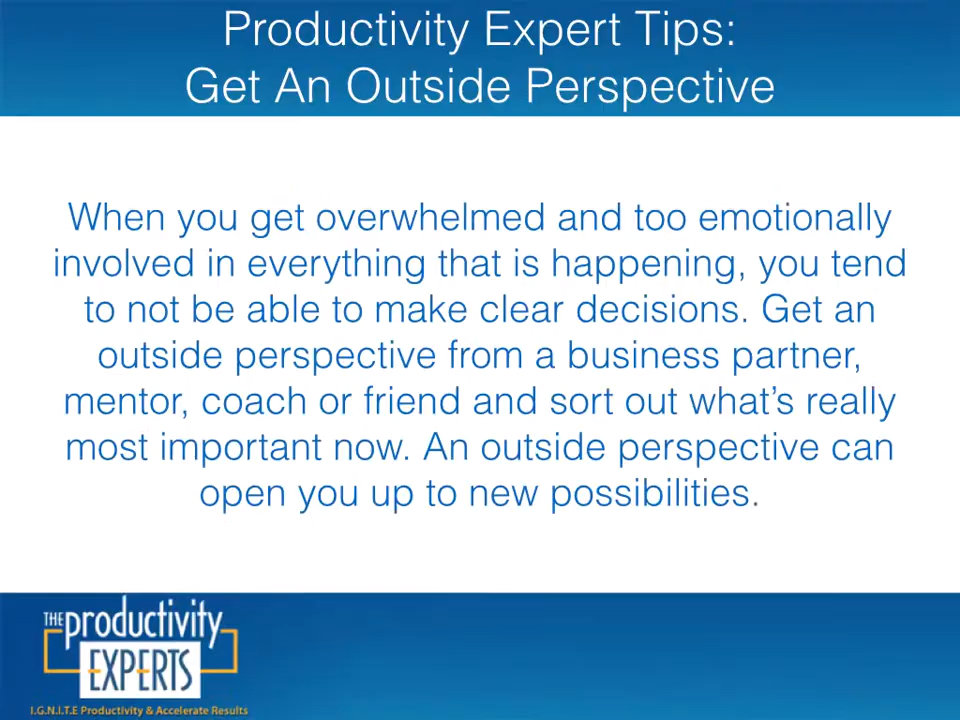 Productivity Expert Tips:
Get An Outside Perspective
When you get overwhelmed and too emotionally
involved in everything that is happening, you tend
to not be able to make clear decisions. Get an
outside perspective from a business partner,
mentor, coach or friend and sort out what’s really
most important now. An outside perspective can
open you up to new possibilities.
THE productivity
EXPERTS
I.G.N.I.T.E Productivity & Accelerate Results